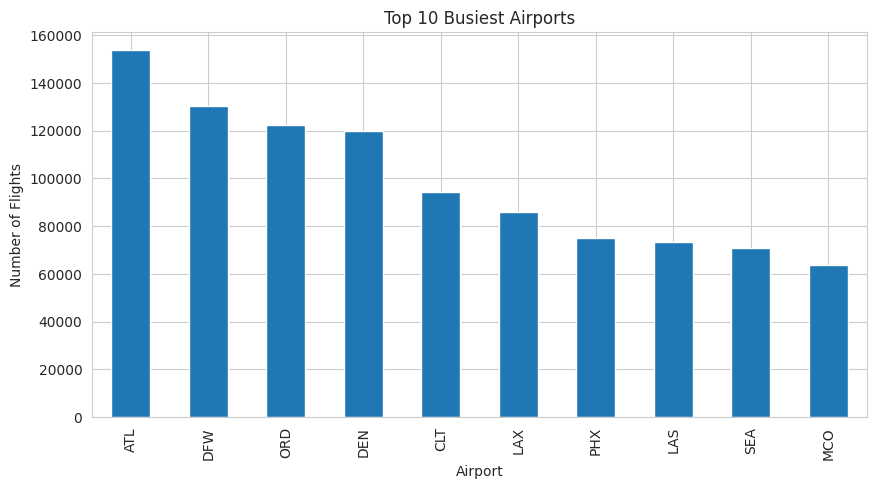 Top 10 Busiest Airports
Number of Flights
160000
140000
120000
100000
80000
60000
40000
20000
0
ATL
DFW
ORD
DEN
CLT
LAX
PHX
LAS
SEA
MCO
Airport